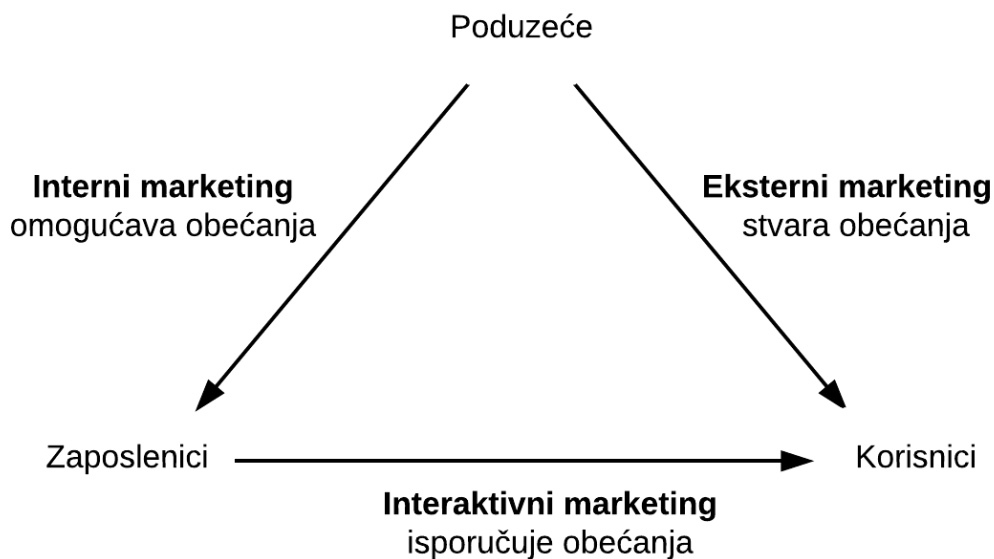 Poduzeće
Interni marketing
omogućava obećanja
Eksterni marketing
stvara obećanja
Zaposlenici
Korisnici
Interaktivni marketing
isporučuje obećanja